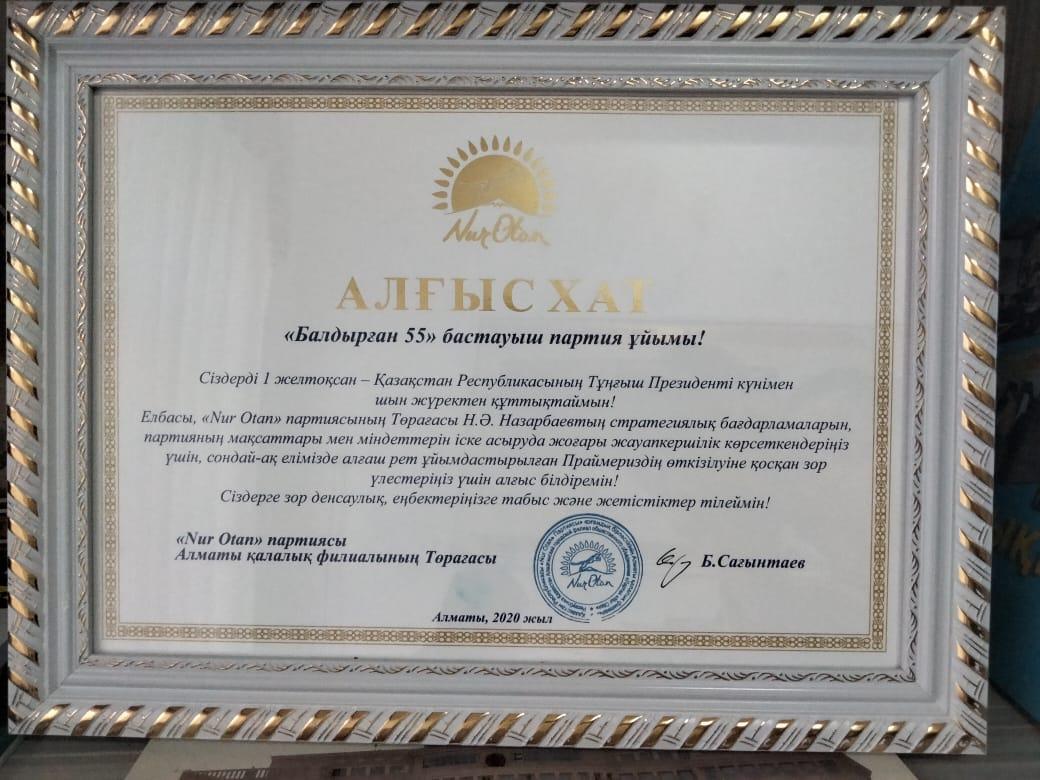 Nur Otan
АЛҒЫС ХАТ
«Балдырған 55» бастауыш партия ұйымы!
Сіздерді 1 желтоқсан – Қазақстан Республикасының Тұңғыш Президенті күнімен
шын жүректен құттықтаймын!
Елбасы, «Nur Otan» партиясының Төрағасы Н.Ә. Назарбаевтың стратегиялық бағдарламаларын,
партияның мақсаттары мен міндеттерін іске асыруда жоғары жауапкершілік көрсеткендеріңіз
үшін, сондай-ақ елімізде алғаш рет ұйымдастырылған Праймериздің өткізілуіне қосқан зор
үлестеріңіз үшін алғыс білдіремін!
Сіздерге зор денсаулық, еңбектеріңізге табыс және жетістіктер тілеймін!
«Nur Otan» партиясы
Алматы қалалық филиалының Төрағасы
Nur Otan
Б.Сағынтаев
Алматы, 2020 жыл